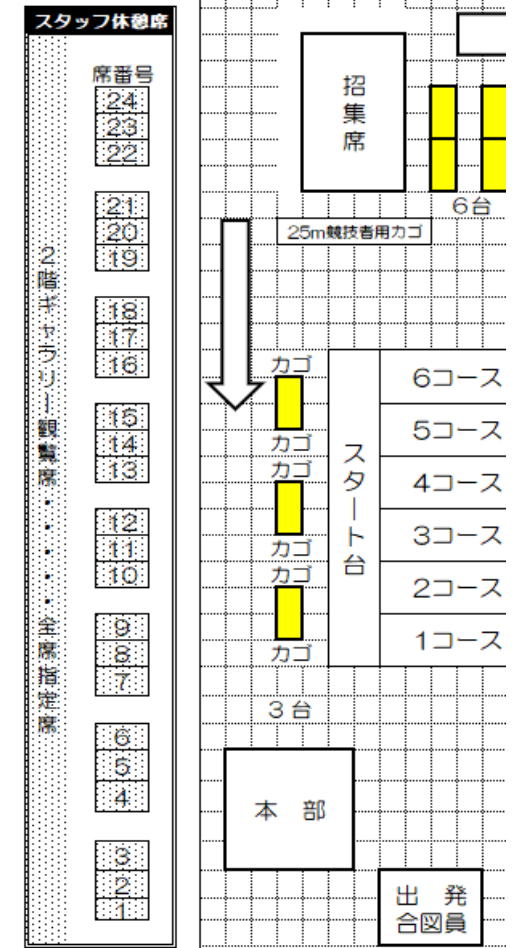 スタッフ休憩席
席番号
24
23
22
21
20
19
18
17
16
15
14
13
12
11
10
9
8
7
6
5
4
3
2
1
2階ギャラリー観覧席・・・・・全席指定席
招集席
6台
25m競技者用カゴ
カゴ
カゴ
カゴ
カゴ
カゴ
カゴ
スタート台
6コース
5コース
4コース
3コース
2コース
1コース
3台
本部
出発
合図員